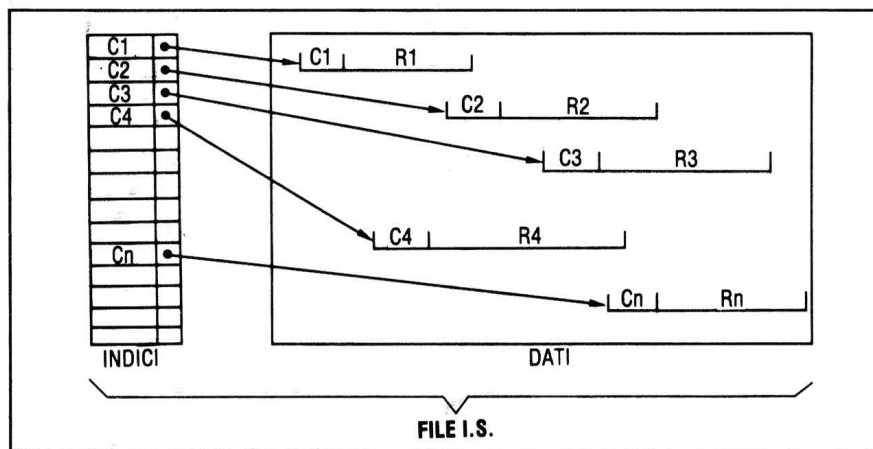 C1
C2
C3
C4
Cn
C1 R1
C2 R2
C3 R3
C4 R4
Cn Rn
INDICI
DATI
FILE I.S.